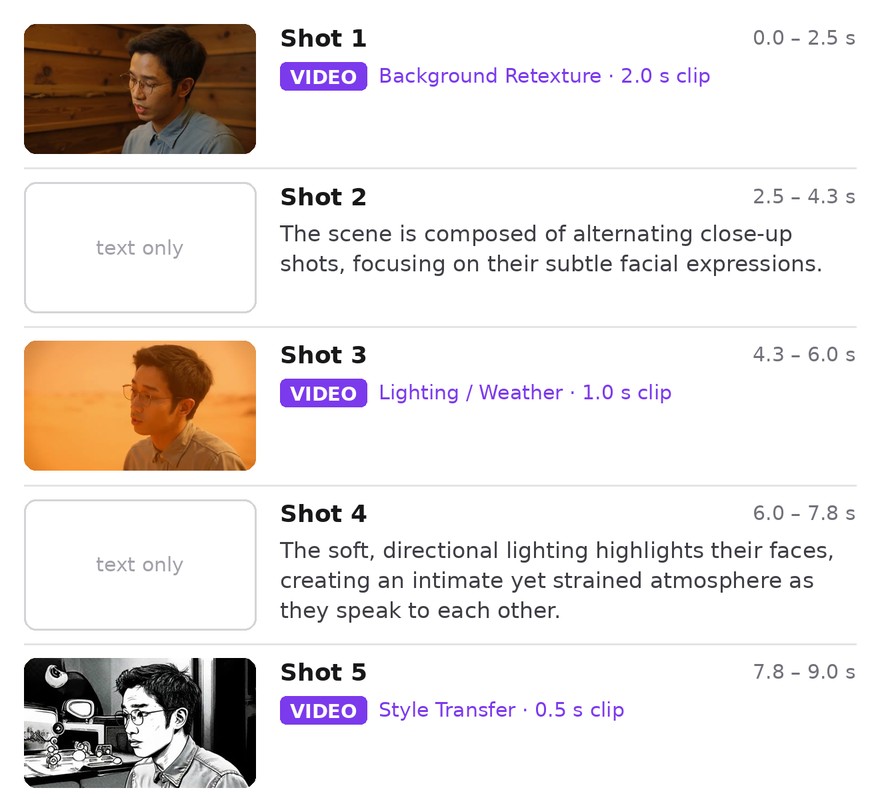 Shot 1
0.0 – 2.5 s
VIDEO
Background Retexture · 2.0 s clip
text only
Shot 2
2.5 – 4.3 s
The scene is composed of alternating close-up
shots, focusing on their subtle facial expressions.
Shot 3
4.3 – 6.0 s
VIDEO
Lighting / Weather · 1.0 s clip
text only
Shot 4
6.0 – 7.8 s
The soft, directional lighting highlights their faces,
creating an intimate yet strained atmosphere as
they speak to each other.
Shot 5
7.8 – 9.0 s
VIDEO
Style Transfer · 0.5 s clip